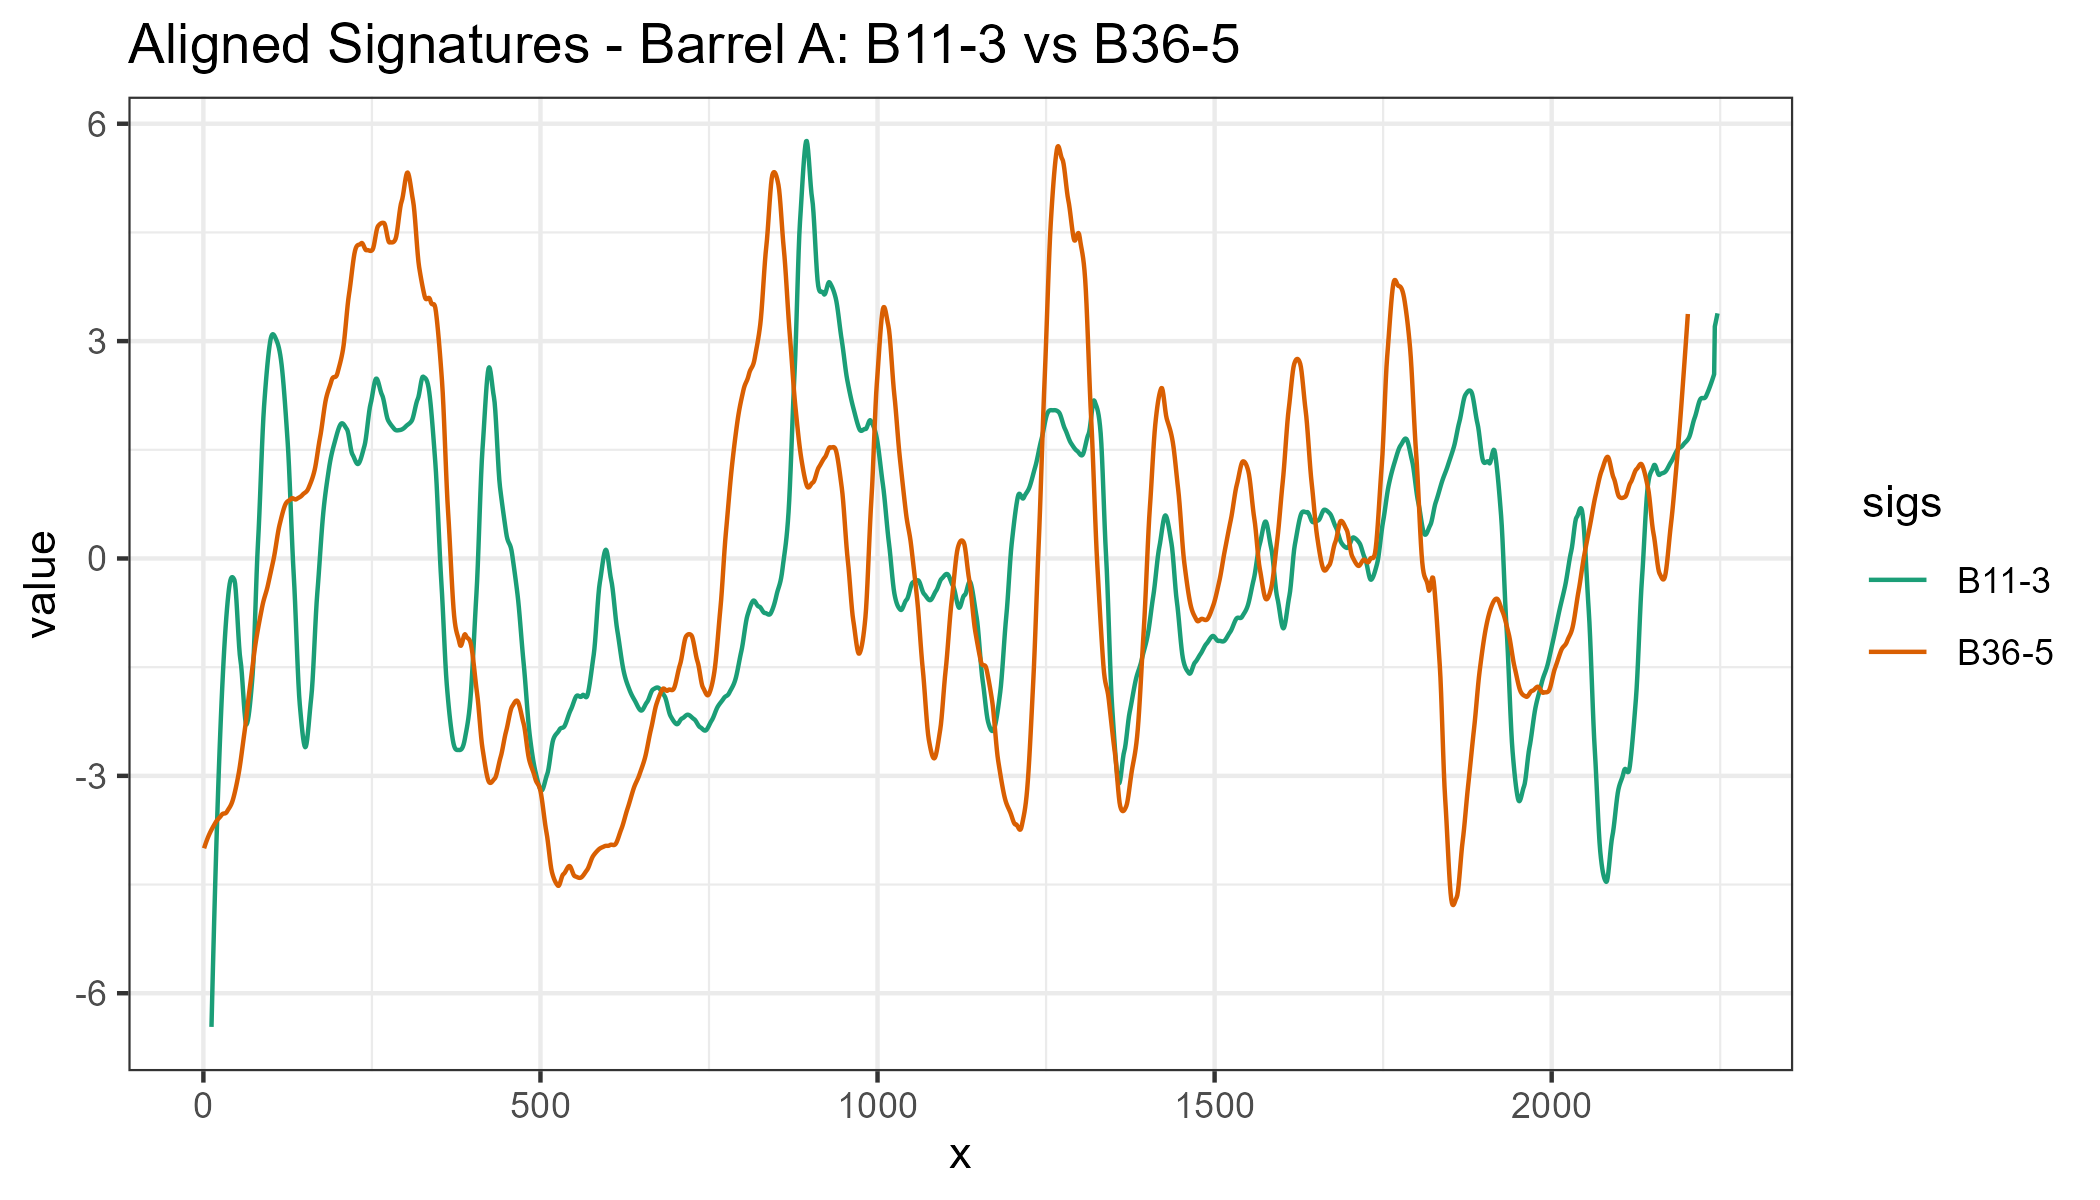 Aligned Signatures - Barrel A: B11-3 vs B36-5
6
3
0
-3
-6
value
0 500 1000 1500 2000
x
sigs
B11-3
B36-5